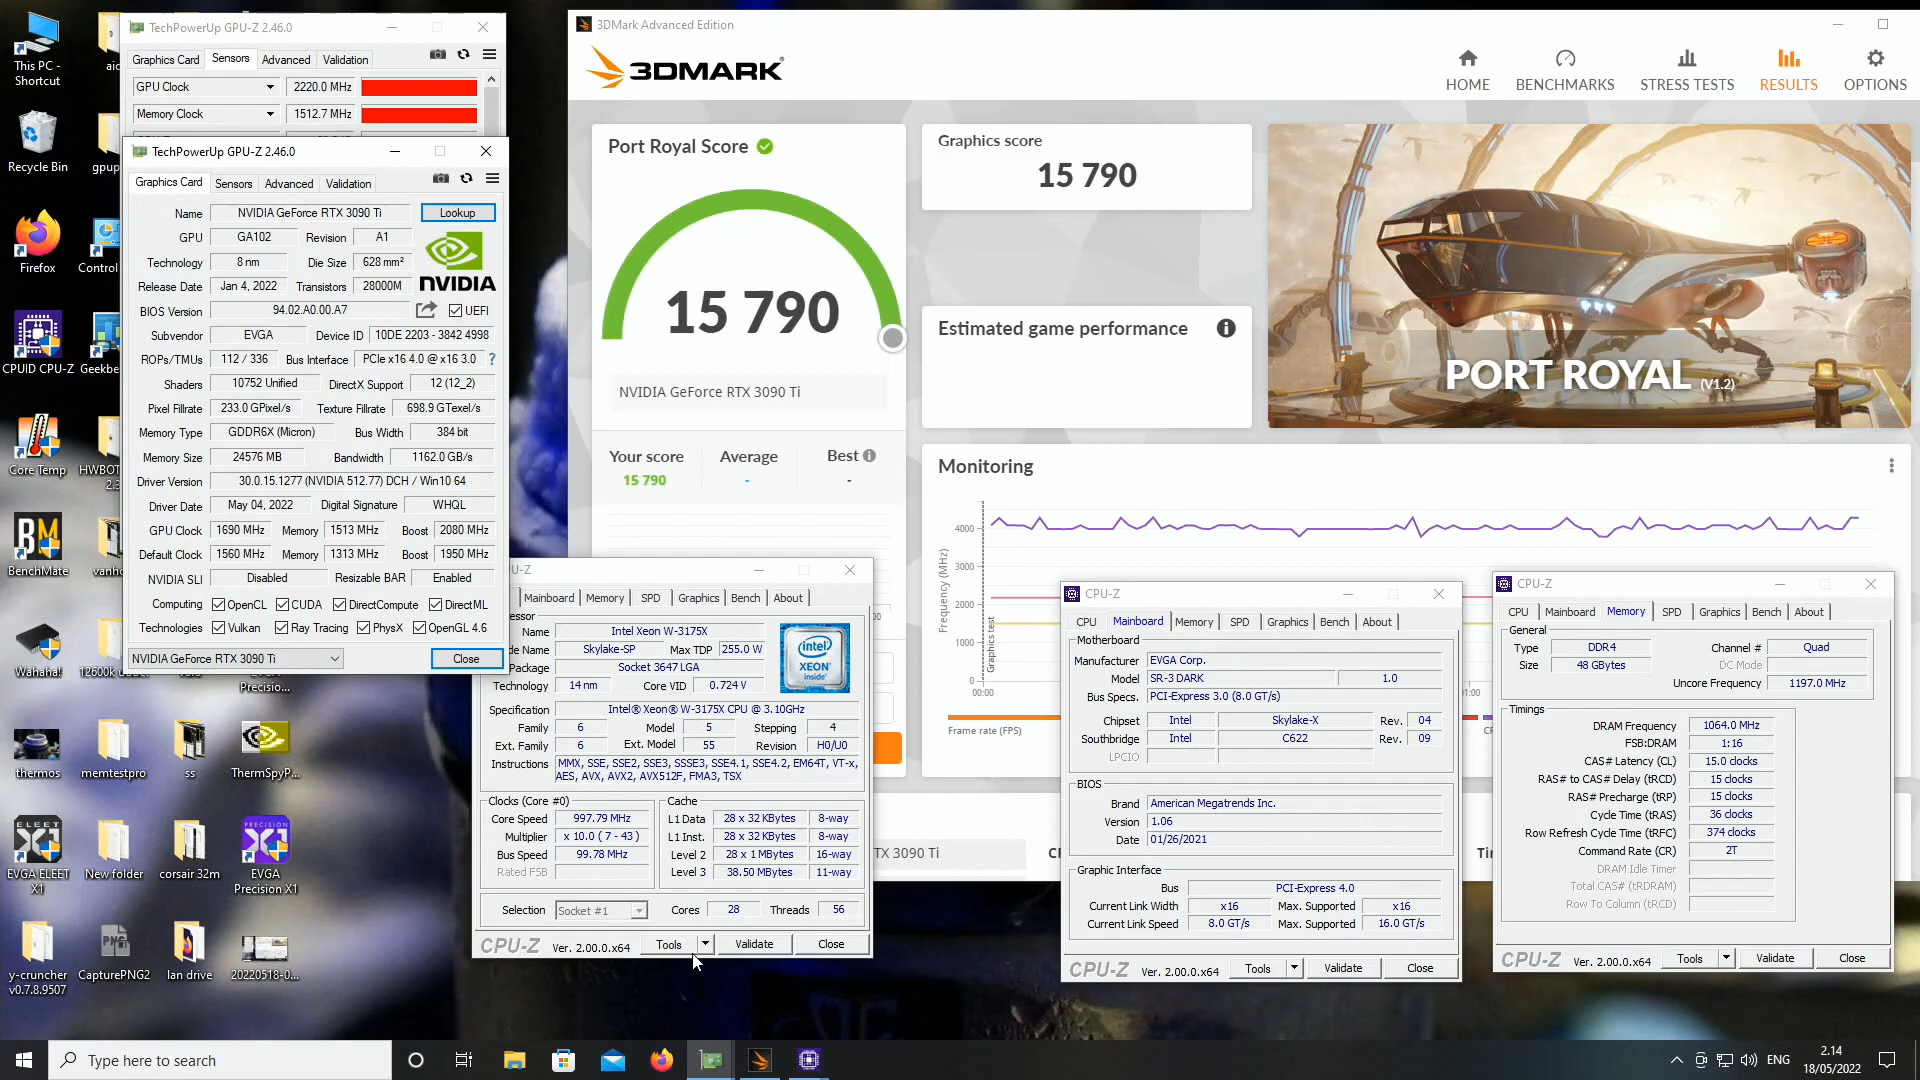 This PC - Shortcut
Recycle Bin
Firefox
CPUID CPU-Z
Core Temp
BenchMate
Wahaha!
thermos
EVGA ELEET X1
y-cruncher v0.7.8.9507
aic
gpup
Control
Geekbe
HWBOT 2.3
vanho
12600k
memtestpro
New folder
CapturePNG2
ss
corsair 32m
lan drive
EVGA Precisio...
ThermSpyP...
EVGA Precision X1
20220518-0...
TechPowerUp GPU-Z 2.46.0
Graphics Card Sensors Advanced Validation
GPU Clock 2220.0 MHz
Memory Clock 1512.7 MHz
TechPowerUp GPU-Z 2.46.0
Graphics Card Sensors Advanced Validation
Name NVIDIA GeForce RTX 3090 Ti Lookup
GPU GA102 Revision A1
Technology 8 nm Die Size 628 mm²
Release Date Jan 4, 2022 Transistors 28000M
NVIDIA
BIOS Version 94.02.A0.00.A7 UEFI
Subvendor EVGA Device ID 10DE 2203 - 3842 4998
ROPs/TMUs 112 / 336 Bus Interface PCIe x16 4.0 @ x16 3.0 ?
Shaders 10752 Unified DirectX Support 12 (12_2)
Pixel Fillrate 233.0 GPixel/s Texture Fillrate 698.9 GTexel/s
Memory Type GDDR6X (Micron) Bus Width 384 bit
Memory Size 24576 MB Bandwidth 1162.0 GB/s
Driver Version 30.0.15.1277 (NVIDIA 512.77) DCH / Win10 64
Driver Date May 04, 2022 Digital Signature WHQL
GPU Clock 1690 MHz Memory 1513 MHz Boost 2080 MHz
Default Clock 1560 MHz Memory 1313 MHz Boost 1950 MHz
NVIDIA SLI Disabled Resizable BAR Enabled
Computing OpenCL CUDA DirectCompute DirectML
Technologies Vulkan Ray Tracing PhysX OpenGL 4.6
NVIDIA GeForce RTX 3090 Ti Close
3DMark Advanced Edition
3DMARK
HOME BENCHMARKS STRESS TESTS RESULTS OPTIONS
Port Royal Score
15 790
NVIDIA GeForce RTX 3090 Ti
Your score Average Best
15 790 - -
Graphics score
15 790
Estimated game performance
PORT ROYAL (V1.2)
Monitoring
Frequency (MHz)
4000
3000
2000
1000
0
Graphics test
00:00
01:00
Frame rate (FPS)
TX 3090 Ti
PU-Z
Mainboard Memory SPD Graphics Bench About
essor
Name Intel Xeon W-3175X
de Name Skylake-SP Max TDP 255.0 W
Package Socket 3647 LGA
Technology 14 nm Core VID 0.724 V
intel XEON inside
Specification Intel® Xeon® W-3175X CPU @ 3.10GHz
Family 6 Model 5 Stepping 4
Ext. Family 6 Ext. Model 55 Revision H0/U0
Instructions MMX, SSE, SSE2, SSE3, SSSE3, SSE4.1, SSE4.2, EM64T, VT-x,
AES, AVX, AVX2, AVX512F, FMA3, TSX
Clocks (Core #0) Cache
Core Speed 997.79 MHz L1 Data 28 x 32 KBytes 8-way
Multiplier x 10.0 ( 7 - 43 ) L1 Inst. 28 x 32 KBytes 8-way
Bus Speed 99.78 MHz Level 2 28 x 1 MBytes 16-way
Rated FSB Level 3 38.50 MBytes 11-way
Selection Socket #1 Cores 28 Threads 56
CPU-Z Ver. 2.00.0.x64 Tools Validate Close
CPU-Z
CPU Mainboard Memory SPD Graphics Bench About
Motherboard
Manufacturer EVGA Corp.
Model SR-3 DARK 1.0
Bus Specs. PCI-Express 3.0 (8.0 GT/s)
Chipset Intel Skylake-X Rev. 04
Southbridge Intel C622 Rev. 09
LPCIO
BIOS
Brand American Megatrends Inc.
Version 1.06
Date 01/26/2021
Graphic Interface
Bus PCI-Express 4.0
Current Link Width x16 Max. Supported x16
Current Link Speed 8.0 GT/s Max. Supported 16.0 GT/s
CPU-Z Ver. 2.00.0.x64 Tools Validate Close
CPU-Z
CPU Mainboard Memory SPD Graphics Bench About
General
Type DDR4 Channel # Quad
Size 48 GBytes DC Mode
Uncore Frequency 1197.0 MHz
Timings
DRAM Frequency 1064.0 MHz
FSB:DRAM 1:16
CAS# Latency (CL) 15.0 clocks
RAS# to CAS# Delay (tRCD) 15 clocks
RAS# Precharge (tRP) 15 clocks
Cycle Time (tRAS) 36 clocks
Row Refresh Cycle Time (tRFC) 374 clocks
Command Rate (CR) 2T
DRAM Idle Timer
Total CAS# (tRDRAM)
Row To Column (tRCD)
CPU-Z Ver. 2.00.0.x64 Tools Validate Close
Type here to search
ENG
2.14
18/05/2022